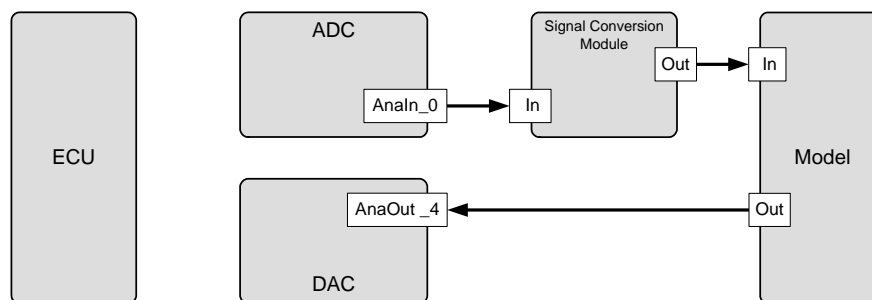 ECU
ADC
AnaIn_0
Signal Conversion
Module
In
Out
In
Model
Out
AnaOut _4
DAC